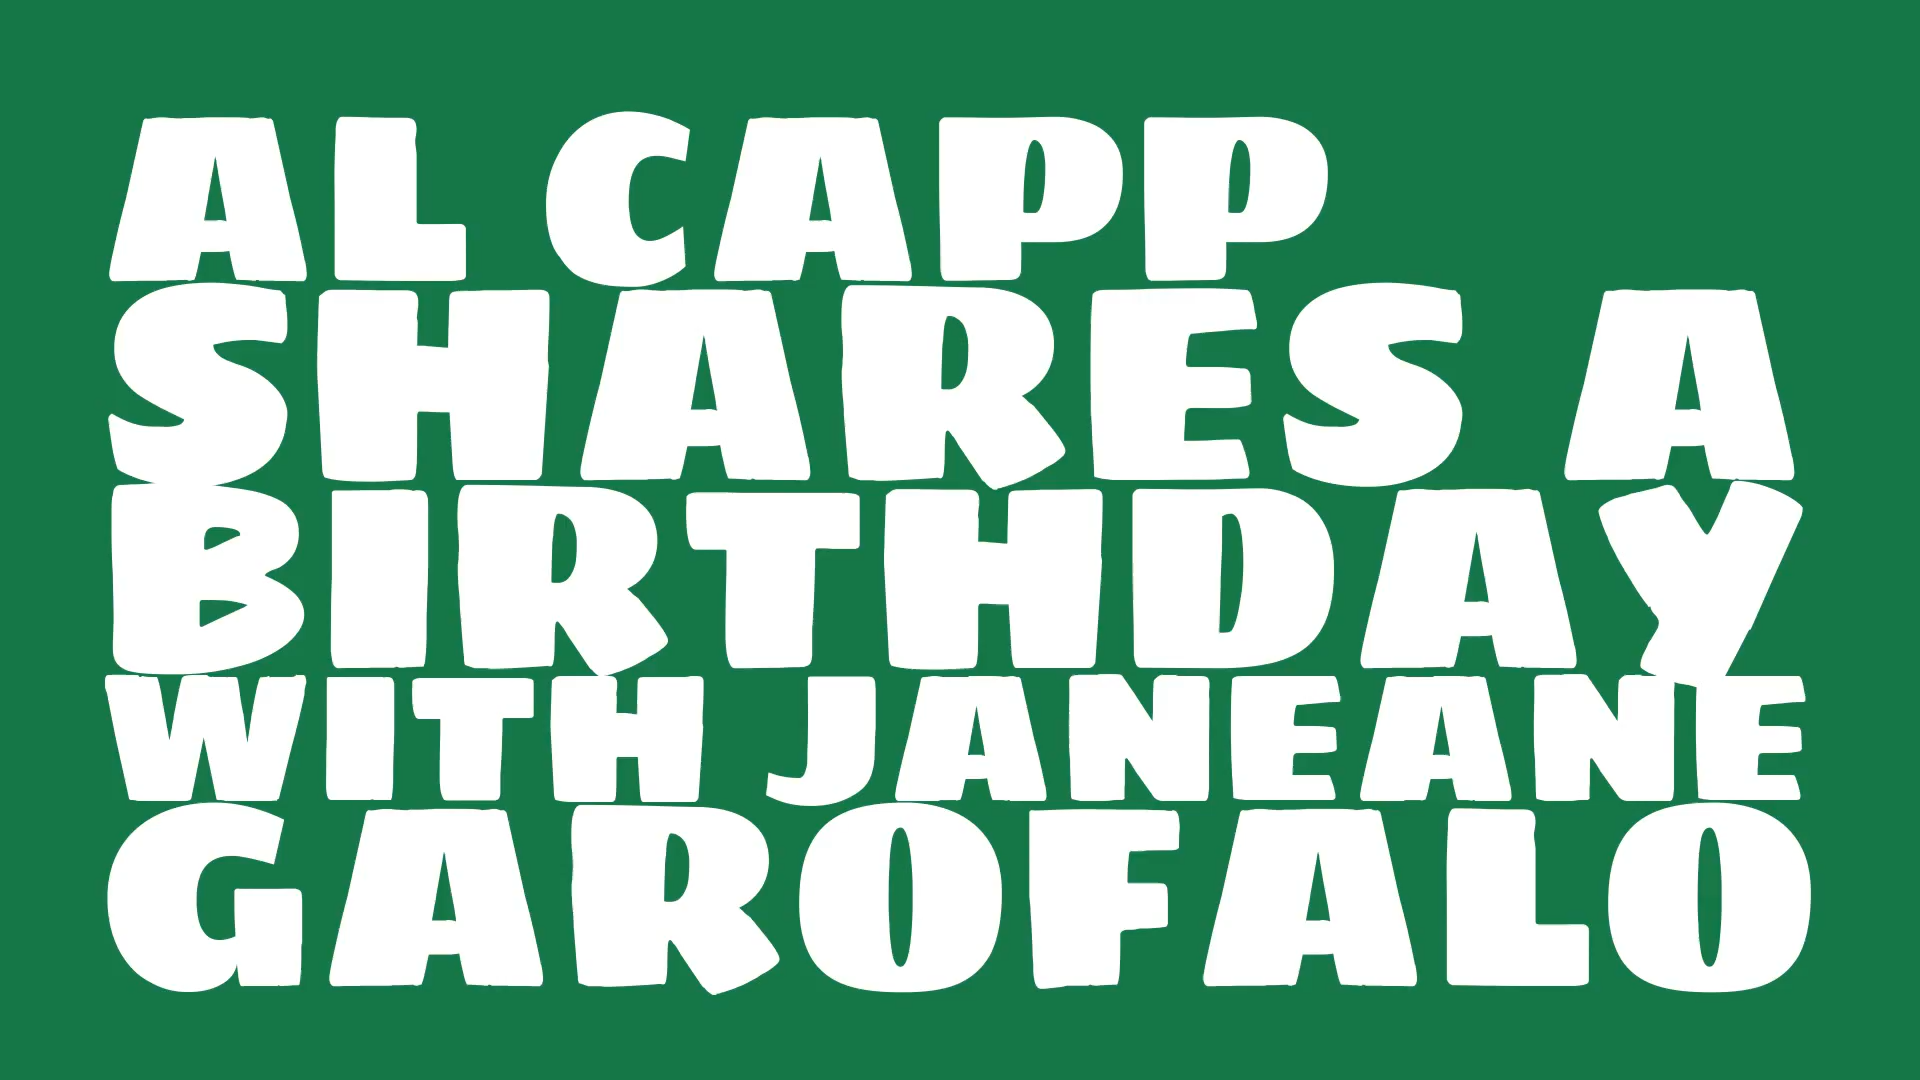 AL CAPP
SHARES A
BIRTHDAY
WITH JANEANE
GAROFALO